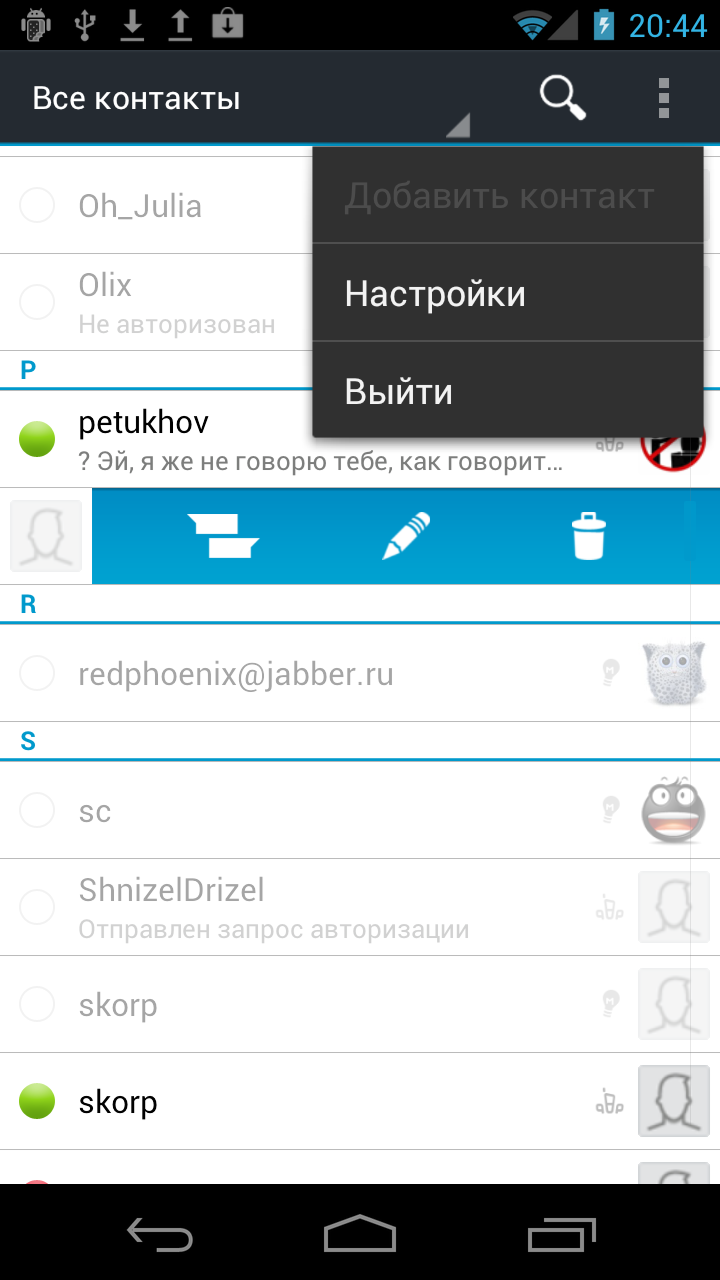 20:44
Все контакты
Добавить контакт
Настройки
Выйти
Oh_Julia
Olix
Не авторизован
P
petukhov
? Эй, я же не говорю тебе, как говорит...
R
redphoenix@jabber.ru
S
sc
ShnizelDrizel
Отправлен запрос авторизации
skorp
skorp